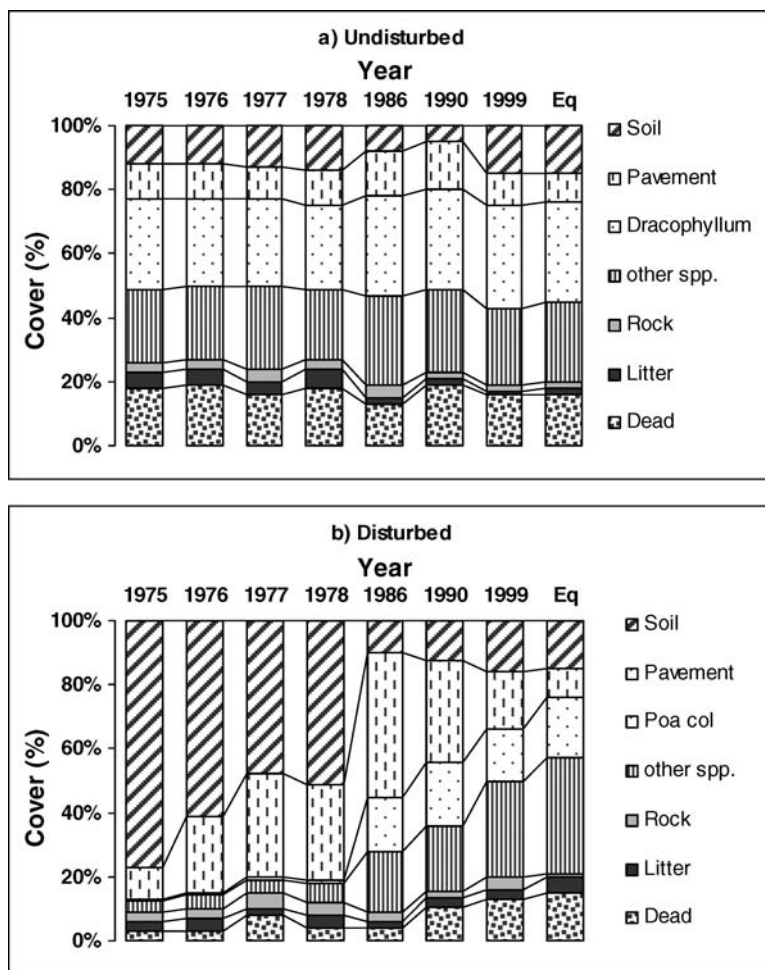 a) Undisturbed
Year
1975 1976 1977 1978 1986 1990 1999 Eq
100%
80%
60%
40%
20%
0%
Cover (%)
Soil
Pavement
Dracophyllum
other spp.
Rock
Litter
Dead
b) Disturbed
Year
1975 1976 1977 1978 1986 1990 1999 Eq
100%
80%
60%
40%
20%
0%
Cover (%)
Soil
Pavement
Poa col
other spp.
Rock
Litter
Dead